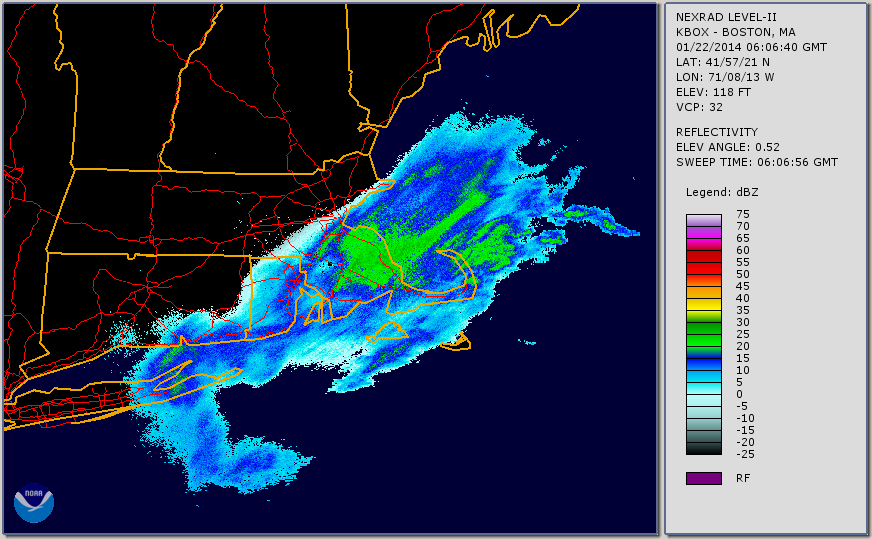 NEXRAD LEVEL-II
KBOX - BOSTON, MA
01/22/2014 06:06:40 GMT
LAT: 41/57/21 N
LON: 71/08/13 W
ELEV: 118 FT
VCP: 32
REFLECTIVITY
ELEV ANGLE: 0.52
SWEEP TIME: 06:06:56 GMT
Legend: dBZ
75
70
65
60
55
50
45
40
35
30
25
20
15
10
5
0
-5
-10
-15
-20
-25
RF
NOAA